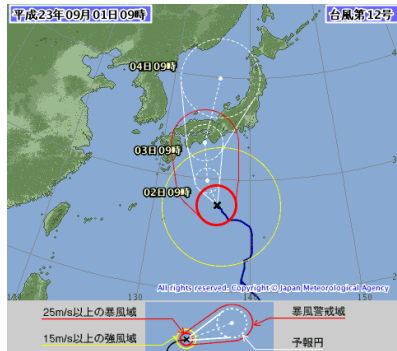 平成23年09月01日09時
台風第12号
04日09時
03日09時
02日09時
All rights reserved. Copyright © Japan Meteorological Agency
130
140
150
25m/s以上の暴風域
暴風警戒域
15m/s以上の強風域
予報円